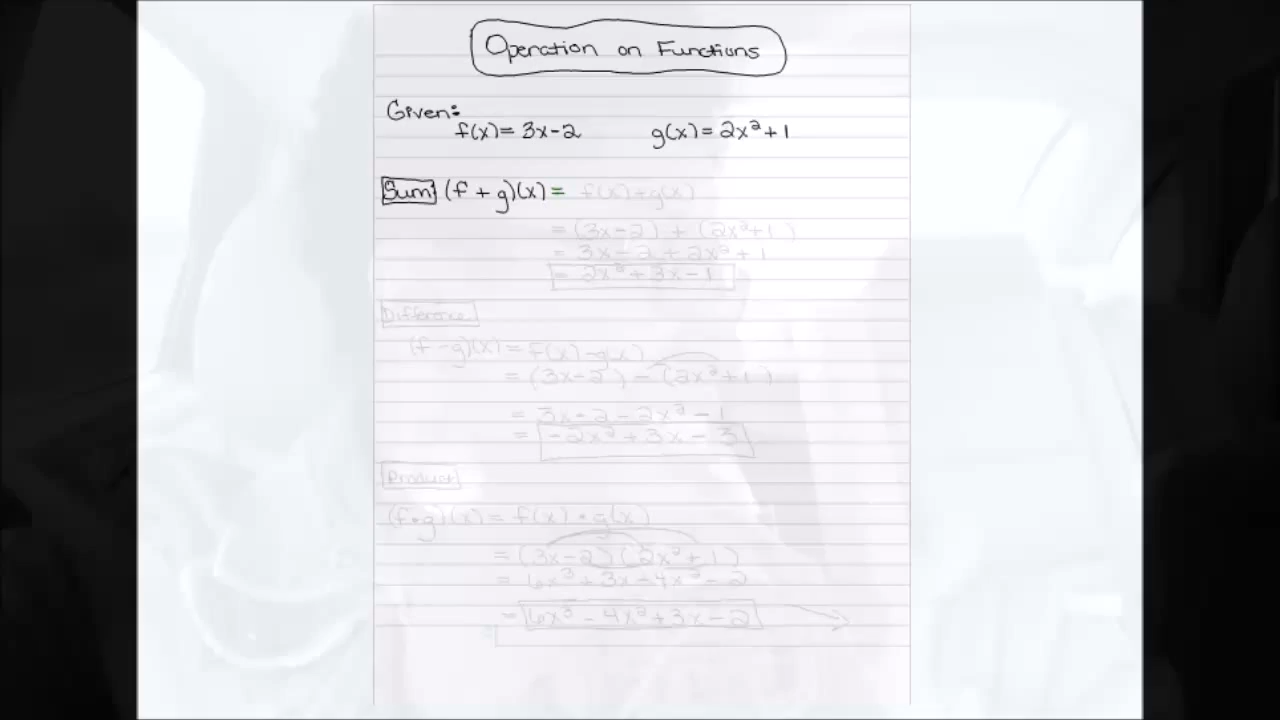 Operation on Functions
Given:
f(x) = 3x-2 g(x) = 2x²+1
Sum: (f + g)(x) = f(x) + g(x)
= (3x-2) + (2x²+1)
= 3x - 2 + 2x² + 1
= 2x² + 3x - 1
Difference
(f - g)(x) = f(x) - g(x)
= (3x-2) - (2x²+1)
= 3x - 2 - 2x² - 1
= -2x² + 3x - 3
Product
(f•g)(x) = f(x) • g(x)
= (3x-2)(2x²+1)
= 6x³ + 3x - 4x² - 2
= 6x³ - 4x² + 3x - 2